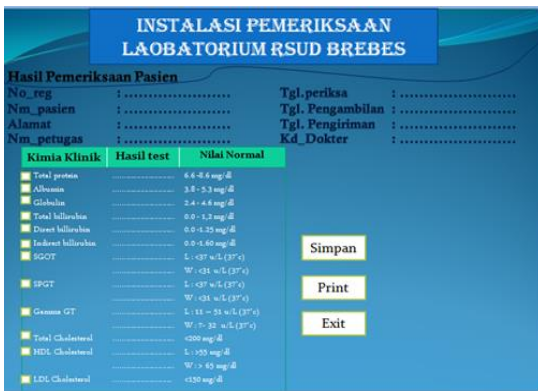 INSTALASI PEMERIKSAAN
LAOBATORIUM RSUD BREBES
Hasil Pemeriksaan Pasien
No_reg : ........................ Tgl.periksa : ........................
Nm_pasien : ........................ Tgl. Pengambilan : ........................
Alamat : ........................ Tgl. Pengiriman : ........................
Nm_petugas : ........................ Kd_Dokter : ........................
Kimia Klinik Hasil test Nilai Normal
Total protein ........................ 6.6 -8.6 mg/dl
Albumin ........................ 3.8 - 5.3 mg/dl
Globulin ........................ 2.4 - 4.6 mg/dl
Total billirubin ........................ 0.0 - 1,2 mg/dl
Direct billirubin ........................ 0.0 -1.25 mg/dl
Indirect billirubin ........................ 0.0 -1.60 mg/dl
SGOT ........................ L : <37 u/L (37°c)
........................ W : <31 u/L (37°c)
SPGT ........................ L : <37 u/L (37°c)
........................ W : <31 u/L (37°c)
Gamma GT ........................ L : 11 – 51 u/L (37°c)
........................ W : 7- 32 u/L (37°c)
Total Cholesterol ........................ <200 mg/dl
HDL Cholesterol ........................ L : >55 mg/dl
........................ W : > 65 mg/dl
LDL Cholesterol ........................ <150 mg/dl
Simpan
Print
Exit